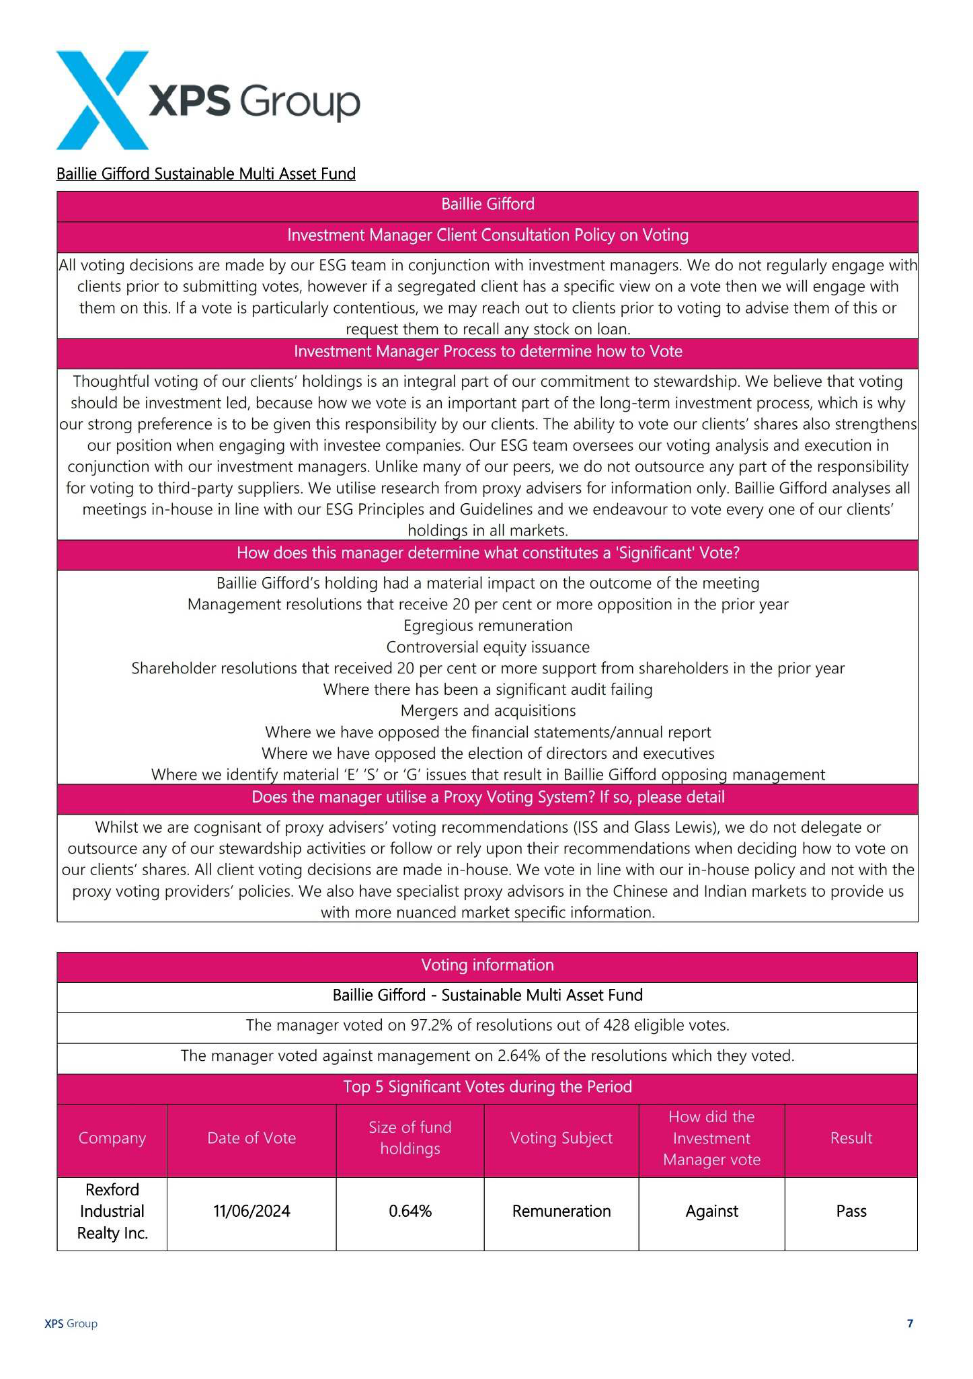 XPS Group
Baillie Gifford Sustainable Multi Asset Fund
Baillie Gifford
Investment Manager Client Consultation Policy on Voting
All voting decisions are made by our ESG team in conjunction with investment managers. We do not regularly engage with
clients prior to submitting votes, however if a segregated client has a specific view on a vote then we will engage with
them on this. If a vote is particularly contentious, we may reach out to clients prior to voting to advise them of this or
request them to recall any stock on loan.
Investment Manager Process to determine how to Vote
Thoughtful voting of our clients’ holdings is an integral part of our commitment to stewardship. We believe that voting
should be investment led, because how we vote is an important part of the long-term investment process, which is why
our strong preference is to be given this responsibility by our clients. The ability to vote our clients’ shares also strengthens
our position when engaging with investee companies. Our ESG team oversees our voting analysis and execution in
conjunction with our investment managers. Unlike many of our peers, we do not outsource any part of the responsibility
for voting to third-party suppliers. We utilise research from proxy advisers for information only. Baillie Gifford analyses all
meetings in-house in line with our ESG Principles and Guidelines and we endeavour to vote every one of our clients’
holdings in all markets.
How does this manager determine what constitutes a 'Significant' Vote?
Baillie Gifford’s holding had a material impact on the outcome of the meeting
Management resolutions that receive 20 per cent or more opposition in the prior year
Egregious remuneration
Controversial equity issuance
Shareholder resolutions that received 20 per cent or more support from shareholders in the prior year
Where there has been a significant audit failing
Mergers and acquisitions
Where we have opposed the financial statements/annual report
Where we have opposed the election of directors and executives
Where we identify material ‘E’ ‘S’ or ‘G’ issues that result in Baillie Gifford opposing management
Does the manager utilise a Proxy Voting System? If so, please detail
Whilst we are cognisant of proxy advisers’ voting recommendations (ISS and Glass Lewis), we do not delegate or
outsource any of our stewardship activities or follow or rely upon their recommendations when deciding how to vote on
our clients’ shares. All client voting decisions are made in-house. We vote in line with our in-house policy and not with the
proxy voting providers’ policies. We also have specialist proxy advisors in the Chinese and Indian markets to provide us
with more nuanced market specific information.
Voting information
Baillie Gifford - Sustainable Multi Asset Fund
The manager voted on 97.2% of resolutions out of 428 eligible votes.
The manager voted against management on 2.64% of the resolutions which they voted.
Top 5 Significant Votes during the Period
Company
Date of Vote
Size of fund
holdings
Voting Subject
How did the
Investment
Manager vote
Result
Rexford
Industrial
Realty Inc.
11/06/2024
0.64%
Remuneration
Against
Pass
XPS Group
7